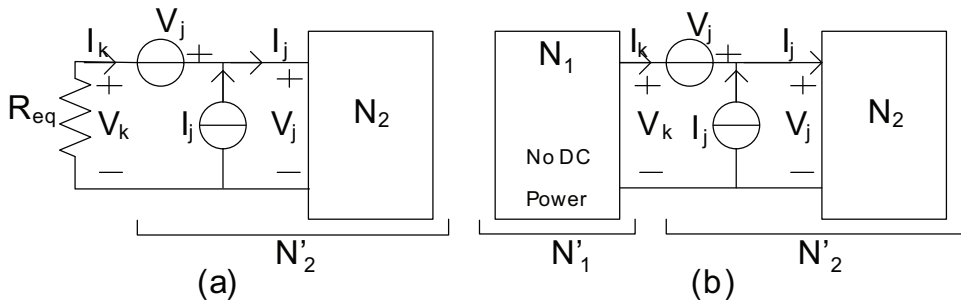 I_k V_j + I_j
+ +
R_eq V_k I_j V_j N_2
— —
N'_2
(a)
N_1 I_k V_j + I_j
+ +
V_k I_j V_j N_2
No DC
Power
— —
N'_1 N'_2
(b)